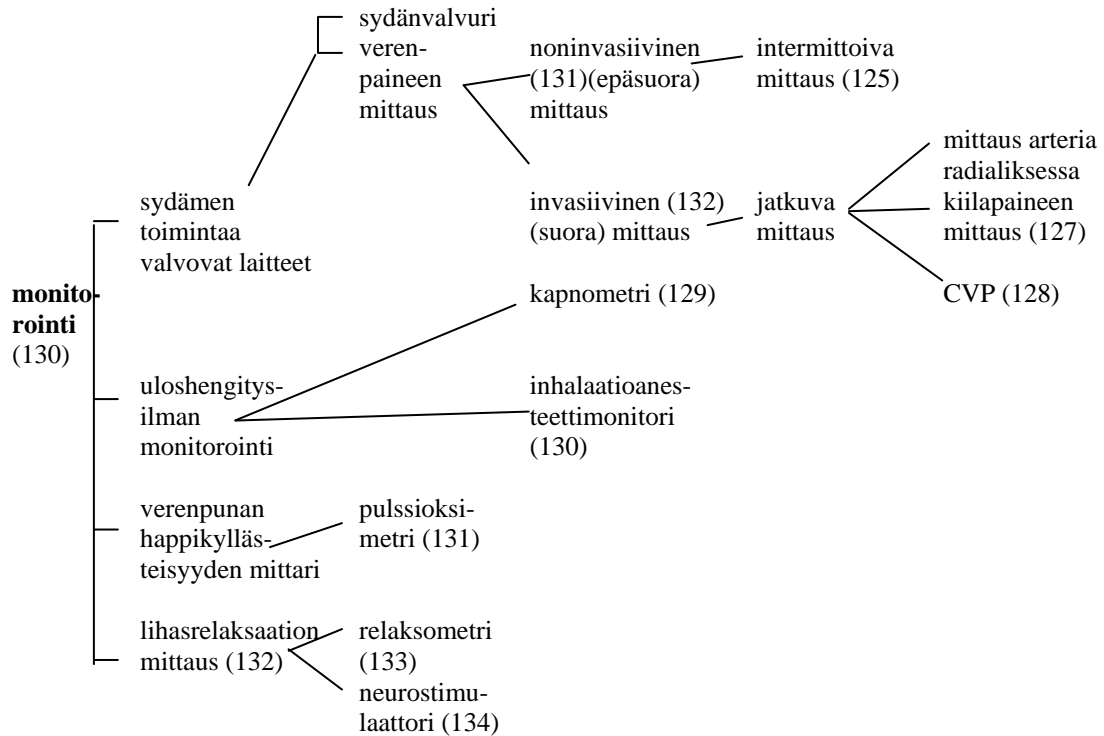 sydänvalvuri
veren-
paineen
mittaus
noninvasiivinen
(131)(epäsuora)
mittaus
intermittoiva
mittaus (125)
mittaus arteria
radialiksessa
kiilapaineen
mittaus (127)
sydämen
toimintaa
valvovat laitteet
invasiivinen (132)
(suora) mittaus
jatkuva
mittaus
CVP (128)
monito-
rointi
(130)
kapnometri (129)
uloshengitys-
ilman
monitorointi
inhalaatioanes-
teettimonitori
(130)
verenpunan
happikylläs-
teisyyden mittari
pulssioksi-
metri (131)
lihasrelaksaation
mittaus (132)
relaksometri
(133)
neurostimu-
laattori (134)